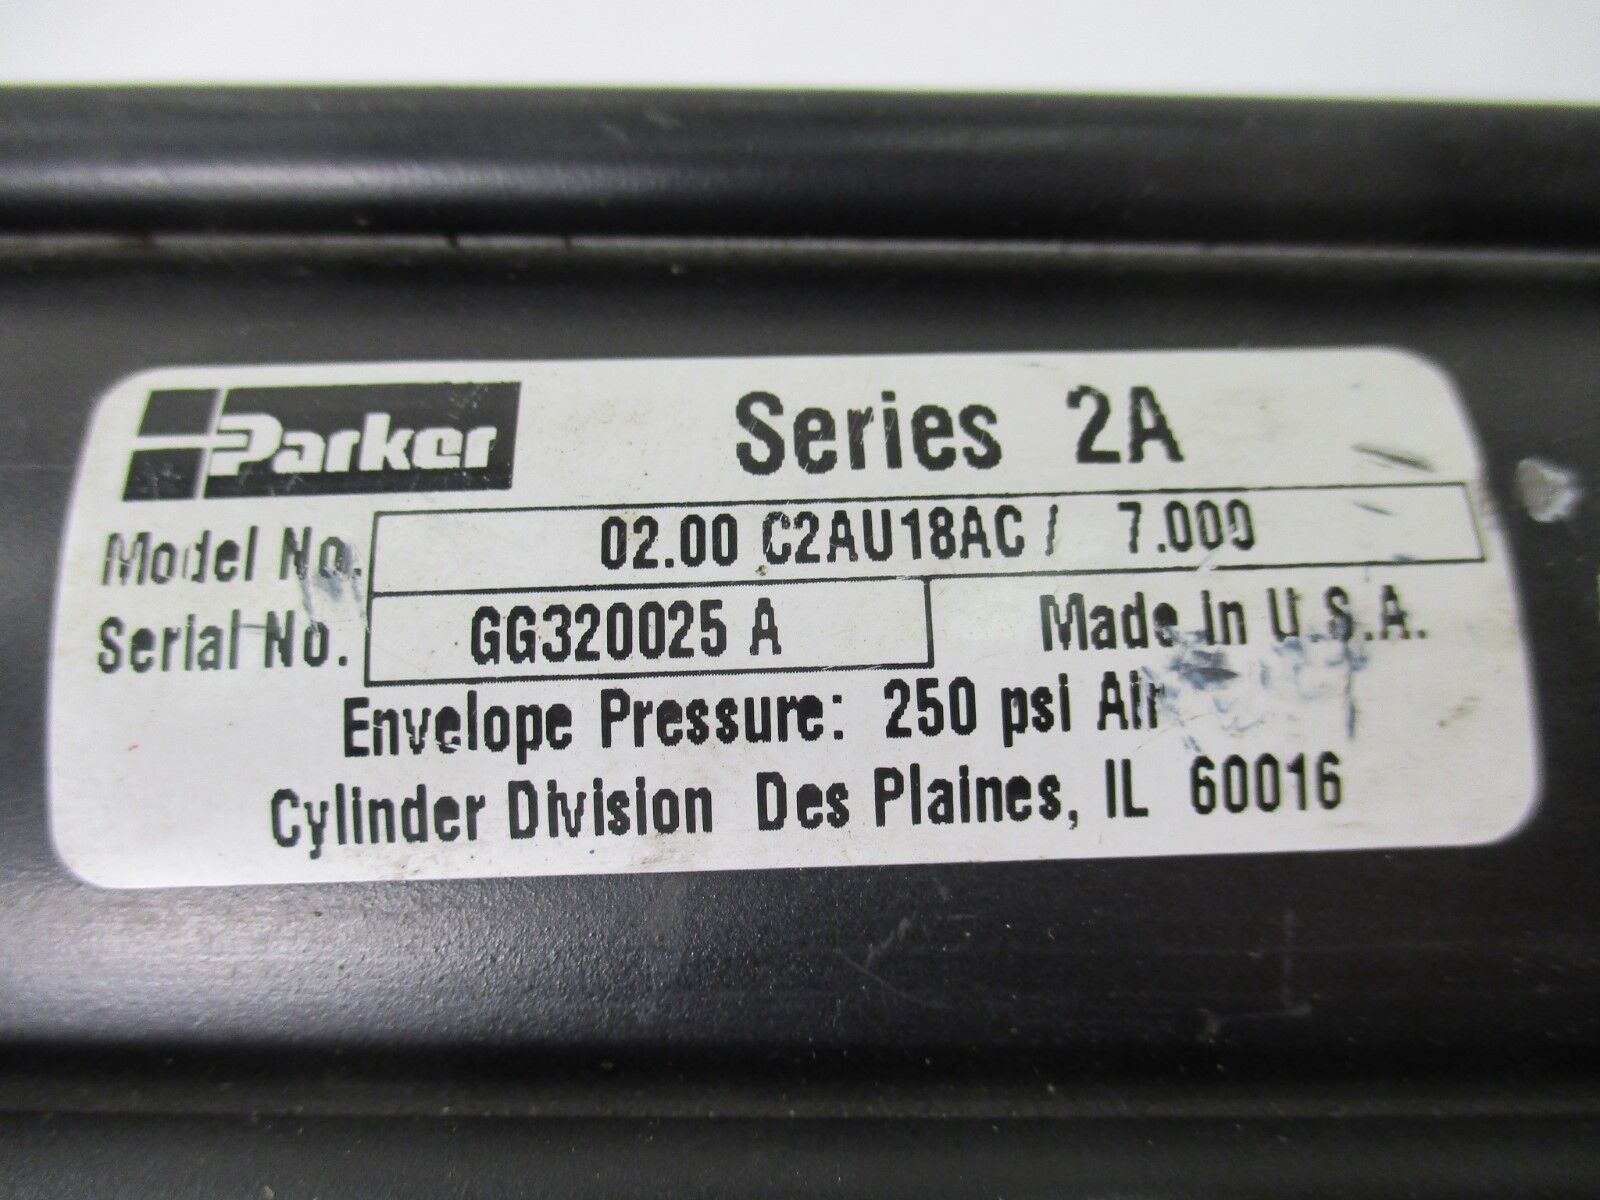 Parker Series 2A
Model No. 02.00 C2AU18AC / 7.000
Serial No. GG320025 A Made in U.S.A.
Envelope Pressure: 250 psi Air
Cylinder Division Des Plaines, IL 60016